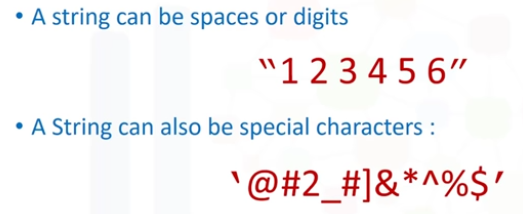 • A string can be spaces or digits
“1 2 3 4 5 6”
• A String can also be special characters :
‘@#2_#]&*^%$’